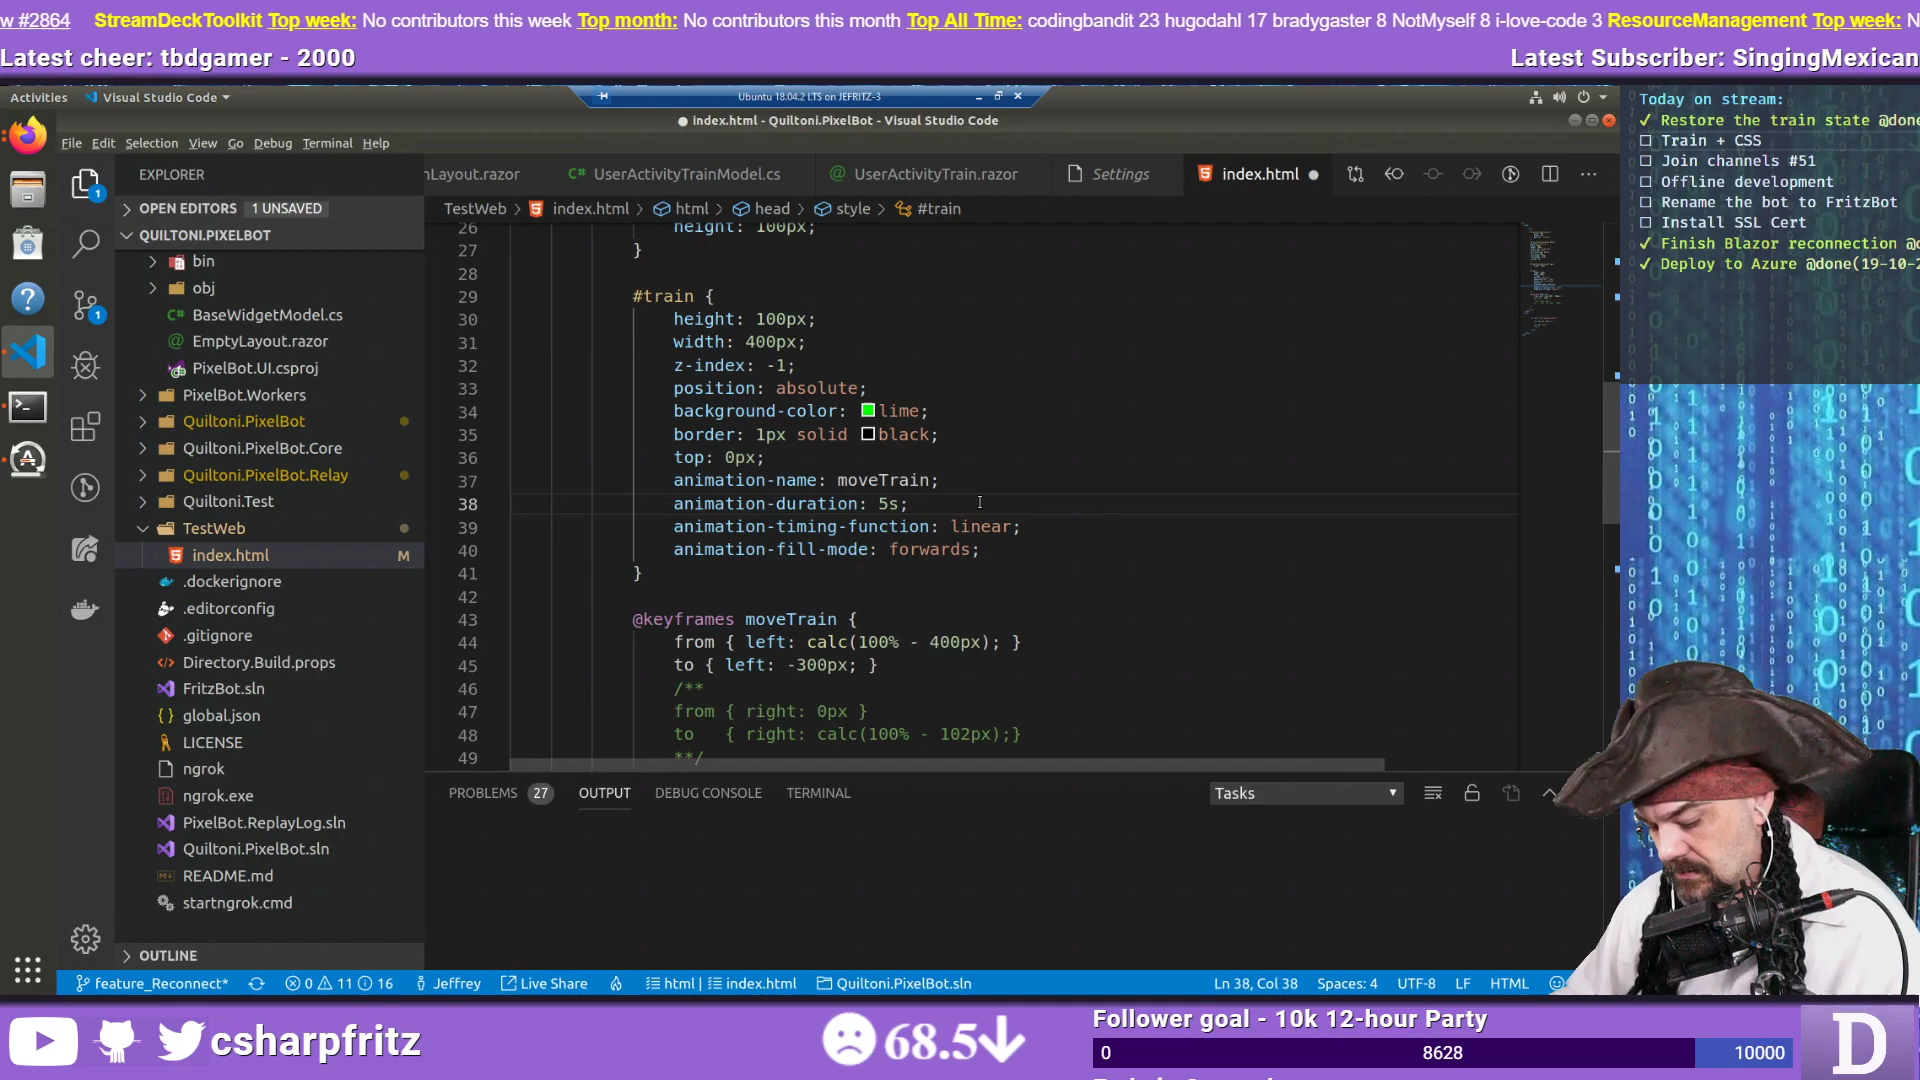 w #2864 StreamDeckToolkit Top week: No contributors this week Top month: No contributors this month Top All Time: codingbandit 23 hugodahl 17 bradygaster 8 NotMyself 8 i-love-code 3 ResourceManagement Top week: N
Latest cheer: tbdgamer - 2000
Latest Subscriber: SingingMexican
Activities Visual Studio Code
Ubuntu 18.04.2 LTS on JEFRITZ-3
● index.html - Quiltoni.PixelBot - Visual Studio Code
File Edit Selection View Go Debug Terminal Help
EXPLORER
OPEN EDITORS 1 UNSAVED
QUILTONI.PIXELBOT
bin
obj
BaseWidgetModel.cs
EmptyLayout.razor
PixelBot.UI.csproj
PixelBot.Workers
Quiltoni.PixelBot
Quiltoni.PixelBot.Core
Quiltoni.PixelBot.Relay
Quiltoni.Test
TestWeb
index.html M
.dockerignore
.editorconfig
.gitignore
Directory.Build.props
FritzBot.sln
global.json
LICENSE
ngrok
ngrok.exe
PixelBot.ReplayLog.sln
Quiltoni.PixelBot.sln
README.md
startngrok.cmd
OUTLINE
1
1
nLayout.razor UserActivityTrainModel.cs UserActivityTrain.razor Settings index.html ●
TestWeb > index.html > html > head > style > #train
26 height: 100px;
27 }
28
29 #train {
30 height: 100px;
31 width: 400px;
32 z-index: -1;
33 position: absolute;
34 background-color: lime;
35 border: 1px solid black;
36 top: 0px;
37 animation-name: moveTrain;
38 animation-duration: 5s;
39 animation-timing-function: linear;
40 animation-fill-mode: forwards;
41 }
42
43 @keyframes moveTrain {
44 from { left: calc(100% - 400px); }
45 to { left: -300px; }
46 /**
47 from { right: 0px }
48 to { right: calc(100% - 102px);}
49 **/
PROBLEMS 27 OUTPUT DEBUG CONSOLE TERMINAL
Tasks
feature_Reconnect* 0 11 16 Jeffrey Live Share html | index.html Quiltoni.PixelBot.sln
Ln 38, Col 38 Spaces: 4 UTF-8 LF HTML
Today on stream:
✓ Restore the train state @done
☐ Train + CSS
☐ Join channels #51
☐ Offline development
☐ Rename the bot to FritzBot
☐ Install SSL Cert
✓ Finish Blazor reconnection @d
✓ Deploy to Azure @done(19-10-2
csharpfritz
68.5
Follower goal - 10k 12-hour Party
0 8628 10000
D